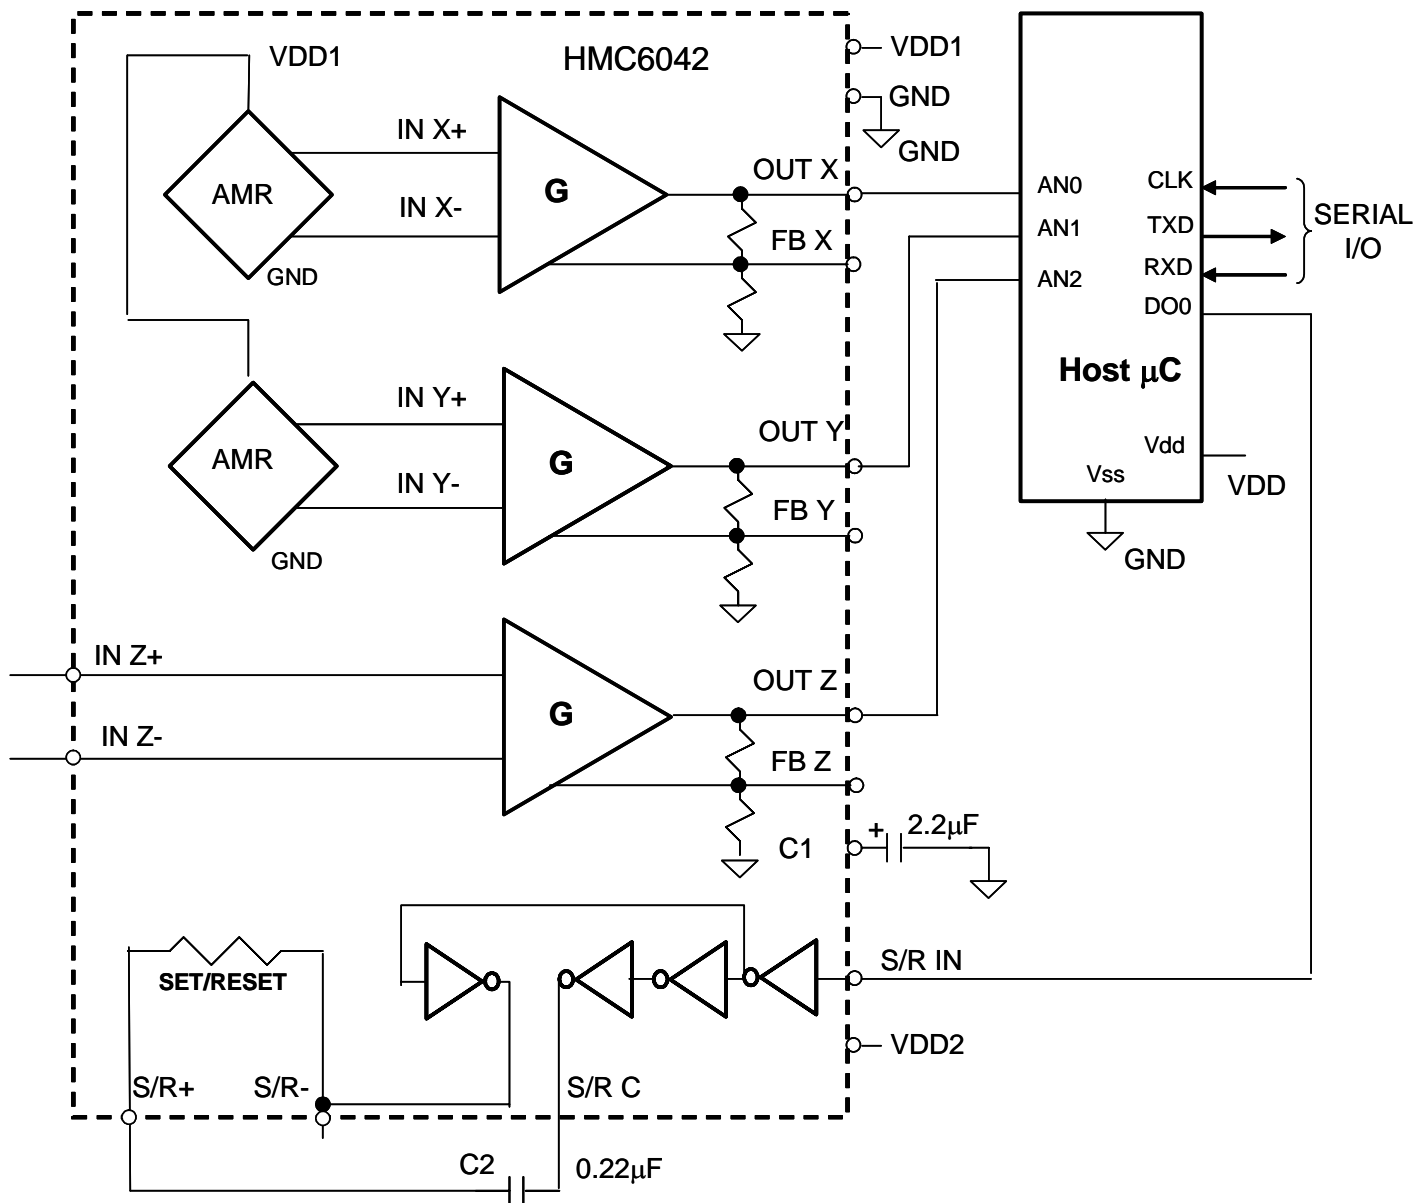 VDD1
HMC6042
VDD1
GND
GND
IN X+
AMR
IN X-
GND
G
OUT X
FB X
AN0
AN1
AN2
CLK
TXD
RXD
DO0
SERIAL
I/O
Host μC
Vdd
VDD
Vss
GND
IN Y+
AMR
IN Y-
GND
G
OUT Y
FB Y
IN Z+
IN Z-
G
OUT Z
FB Z
C1
+
2.2μF
SET/RESET
S/R IN
VDD2
S/R+
S/R-
S/R C
C2
0.22μF